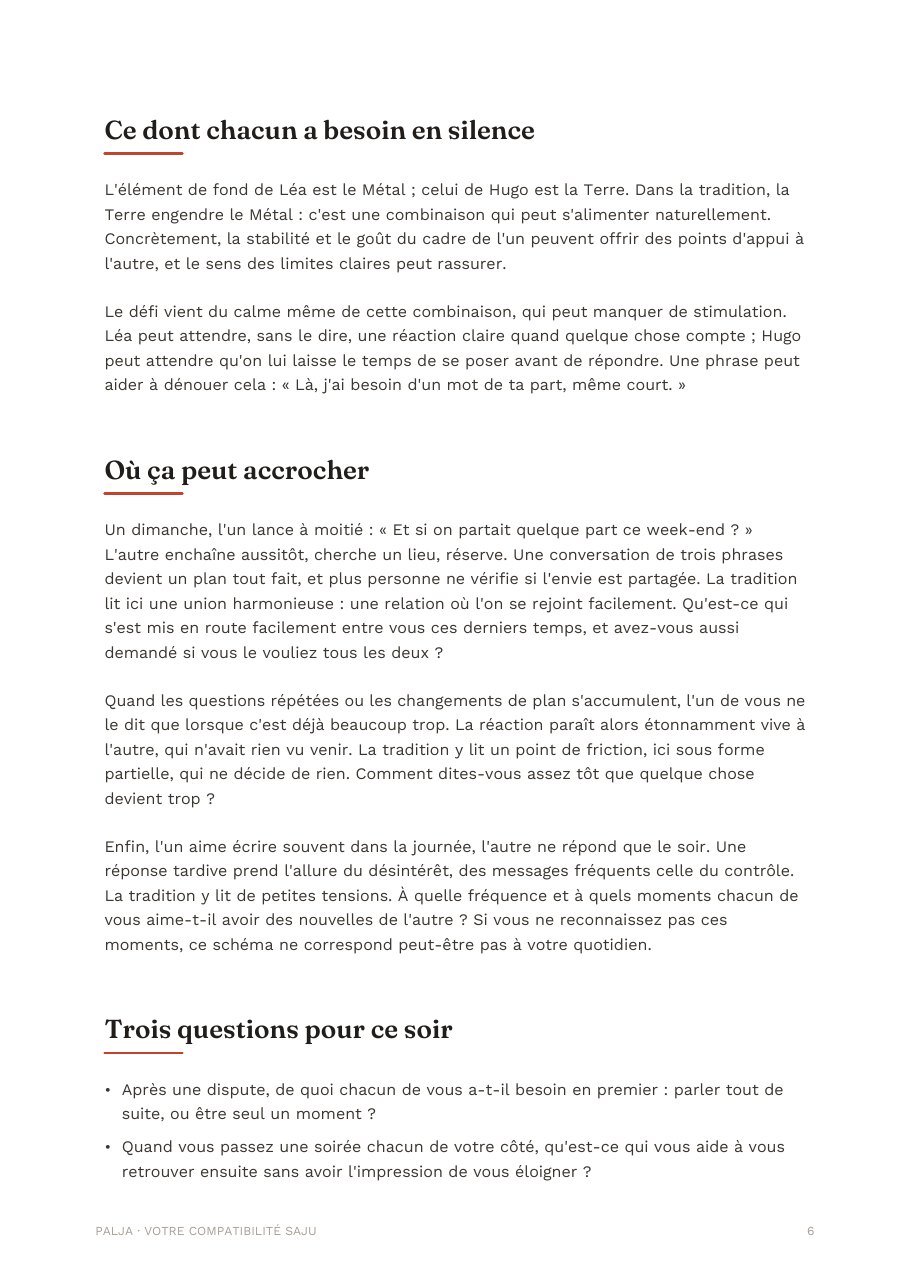 Ce dont chacun a besoin en silence
L'élément de fond de Léa est le Métal ; celui de Hugo est la Terre. Dans la tradition, la
Terre engendre le Métal : c'est une combinaison qui peut s'alimenter naturellement.
Concrètement, la stabilité et le goût du cadre de l'un peuvent offrir des points d'appui à
l'autre, et le sens des limites claires peut rassurer.
Le défi vient du calme même de cette combinaison, qui peut manquer de stimulation.
Léa peut attendre, sans le dire, une réaction claire quand quelque chose compte ; Hugo
peut attendre qu'on lui laisse le temps de se poser avant de répondre. Une phrase peut
aider à dénouer cela : « Là, j'ai besoin d'un mot de ta part, même court. »
Où ça peut accrocher
Un dimanche, l'un lance à moitié : « Et si on partait quelque part ce week-end ? »
L'autre enchaîne aussitôt, cherche un lieu, réserve. Une conversation de trois phrases
devient un plan tout fait, et plus personne ne vérifie si l'envie est partagée. La tradition
lit ici une union harmonieuse : une relation où l'on se rejoint facilement. Qu'est-ce qui
s'est mis en route facilement entre vous ces derniers temps, et avez-vous aussi
demandé si vous le vouliez tous les deux ?
Quand les questions répétées ou les changements de plan s'accumulent, l'un de vous ne
le dit que lorsque c'est déjà beaucoup trop. La réaction paraît alors étonnamment vive à
l'autre, qui n'avait rien vu venir. La tradition y lit un point de friction, ici sous forme
partielle, qui ne décide de rien. Comment dites-vous assez tôt que quelque chose
devient trop ?
Enfin, l'un aime écrire souvent dans la journée, l'autre ne répond que le soir. Une
réponse tardive prend l'allure du désintérêt, des messages fréquents celle du contrôle.
La tradition y lit de petites tensions. À quelle fréquence et à quels moments chacun de
vous aime-t-il avoir des nouvelles de l'autre ? Si vous ne reconnaissez pas ces
moments, ce schéma ne correspond peut-être pas à votre quotidien.
Trois questions pour ce soir
• Après une dispute, de quoi chacun de vous a-t-il besoin en premier : parler tout de
suite, ou être seul un moment ?
• Quand vous passez une soirée chacun de votre côté, qu'est-ce qui vous aide à vous
retrouver ensuite sans avoir l'impression de vous éloigner ?
PALJA · VOTRE COMPATIBILITÉ SAJU 6